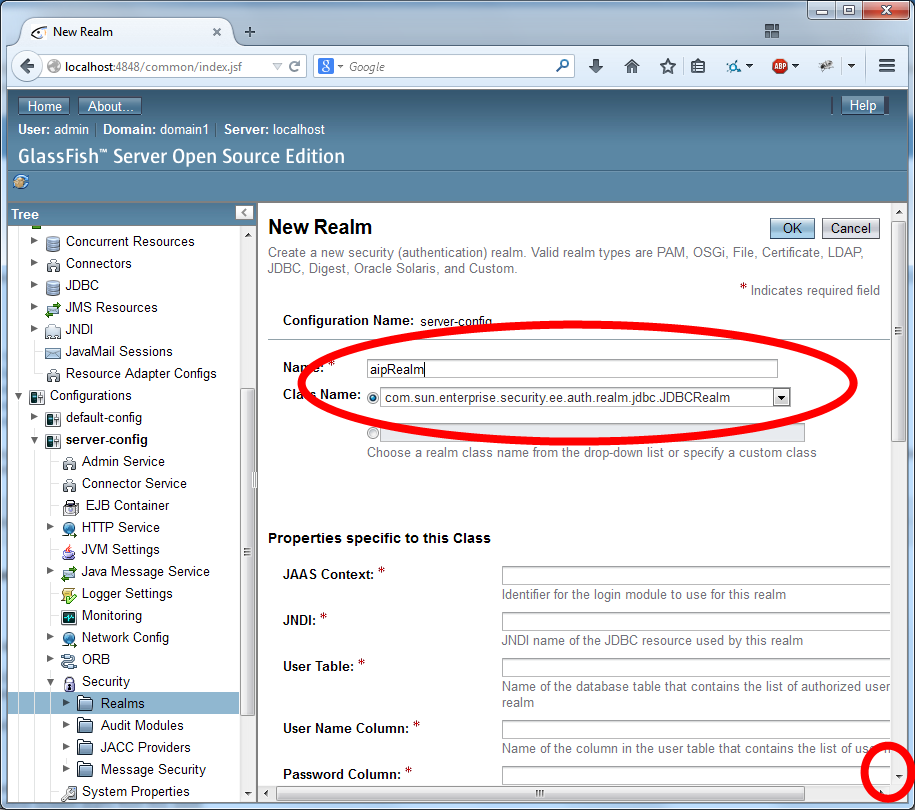 New Realm
localhost:4848/common/index.jsf
8
Google
ABP
Home
About...
Help
User: admin
Domain: domain1
Server: localhost
GlassFish™ Server Open Source Edition
Tree
Concurrent Resources
Connectors
JDBC
JMS Resources
JNDI
JavaMail Sessions
Resource Adapter Configs
Configurations
default-config
server-config
Admin Service
Connector Service
EJB Container
HTTP Service
JVM Settings
Java Message Service
Logger Settings
Monitoring
Network Config
ORB
Security
Realms
Audit Modules
JACC Providers
Message Security
System Properties
New Realm
OK
Cancel
Create a new security (authentication) realm. Valid realm types are PAM, OSGi, File, Certificate, LDAP,
JDBC, Digest, Oracle Solaris, and Custom.
* Indicates required field
Configuration Name: server-config
Name: *
aipRealm
Class Name:
com.sun.enterprise.security.ee.auth.realm.jdbc.JDBCRealm
Choose a realm class name from the drop-down list or specify a custom class
Properties specific to this Class
JAAS Context: *
Identifier for the login module to use for this realm
JNDI: *
JNDI name of the JDBC resource used by this realm
User Table: *
Name of the database table that contains the list of authorized user
realm
User Name Column: *
Name of the column in the user table that contains the list of
Password Column: *